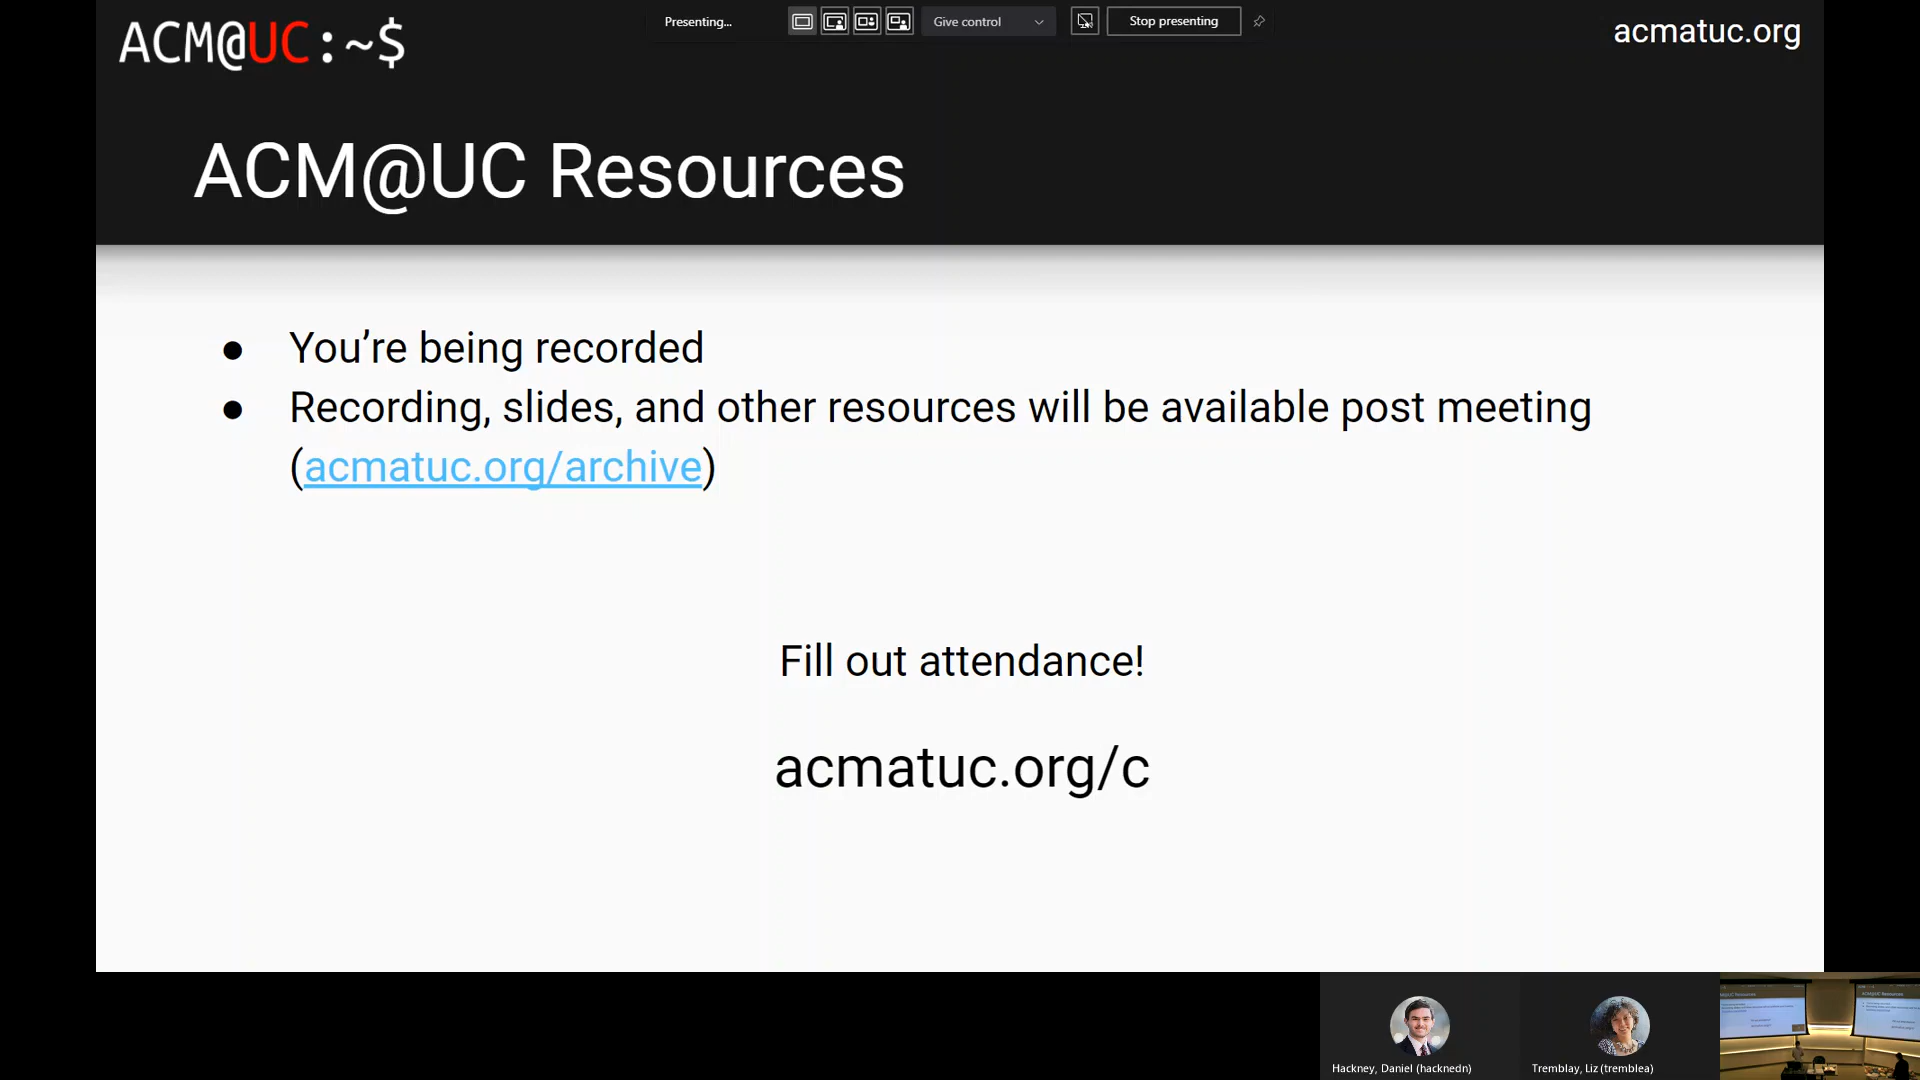 ACM@UC:~$
Presenting...
Give control
Stop presenting
acmatuc.org
ACM@UC Resources
● You’re being recorded
● Recording, slides, and other resources will be available post meeting
(acmatuc.org/archive)
Fill out attendance!
acmatuc.org/c
Hackney, Daniel (hacknedn)
Tremblay, Liz (tremblea)